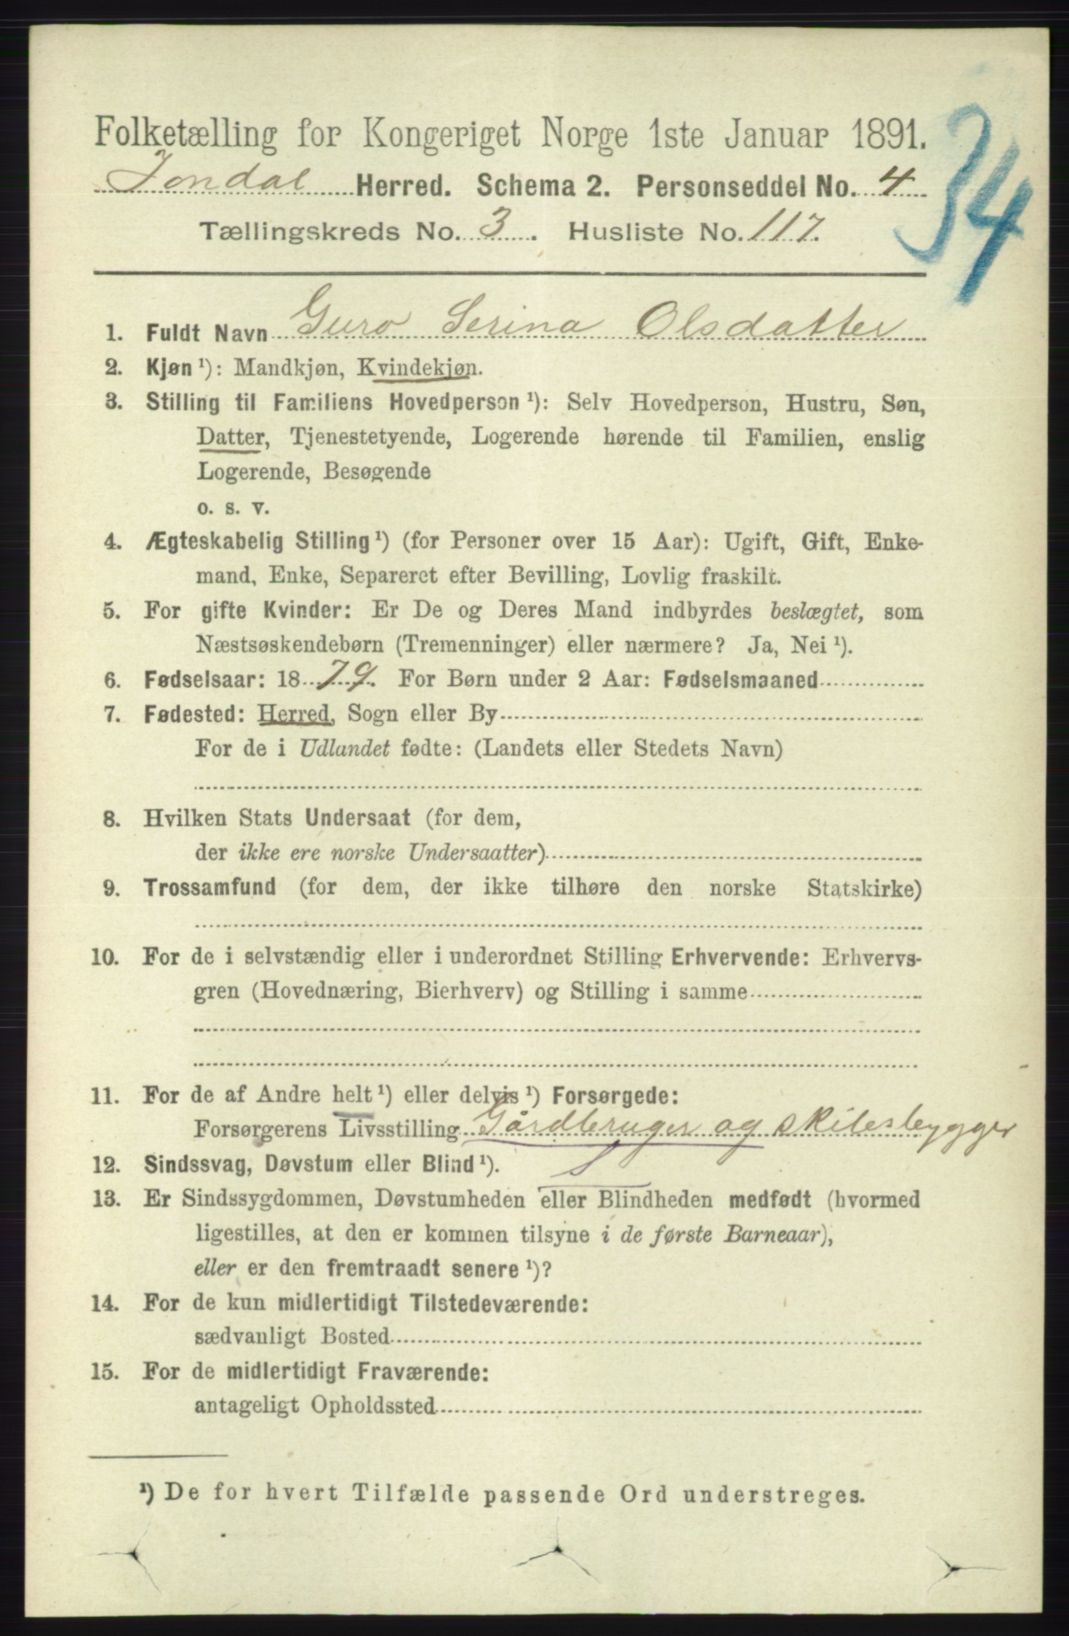 Folketælling for Kongeriget Norge 1ste Januar 1891.
34
Jondal Herred. Schema 2. Personseddel No. 4
Tællingskreds No. 3. Husliste No. 117.
1. Fuldt Navn Guro Serina Olsdatter
2. Kjøn ¹): Mandkjøn, Kvindekjøn.
3. Stilling til Familiens Hovedperson ¹): Selv Hovedperson, Hustru, Søn,
Datter, Tjenestetyende, Logerende hørende til Familien, enslig
Logerende, Besøgende
o. s. v.
4. Ægteskabelig Stilling ¹) (for Personer over 15 Aar): Ugift, Gift, Enke-
mand, Enke, Separeret efter Bevilling, Lovlig fraskilt.
5. For gifte Kvinder: Er De og Deres Mand indbyrdes beslægtet, som
Næstsøskendebørn (Tremenninger) eller nærmere? Ja, Nei ¹).
6. Fødselsaar: 1879. For Børn under 2 Aar: Fødselsmaaned
7. Fødested: Herred, Sogn eller By
For de i Udlandet fødte: (Landets eller Stedets Navn)
8. Hvilken Stats Undersaat (for dem,
der ikke ere norske Undersaatter)
9. Trossamfund (for dem, der ikke tilhøre den norske Statskirke)
10. For de i selvstændig eller i underordnet Stilling Erhvervende: Erhvervs-
gren (Hovednæring, Bierhverv) og Stilling i samme
11. For de af Andre helt ¹) eller delvis ¹) Forsørgede:
Forsørgerens Livsstilling Gårdbruger og skibsbygger
12. Sindssvag, Døvstum eller Blind ¹).
13. Er Sindssygdommen, Døvstumheden eller Blindheden medfødt (hvormed
ligestilles, at den er kommen tilsyne i de første Barneaar),
eller er den fremtraadt senere ¹)?
14. For de kun midlertidigt Tilstedeværende:
sædvanligt Bosted
15. For de midlertidigt Fraværende:
antageligt Opholdssted
¹) De for hvert Tilfælde passende Ord understreges.